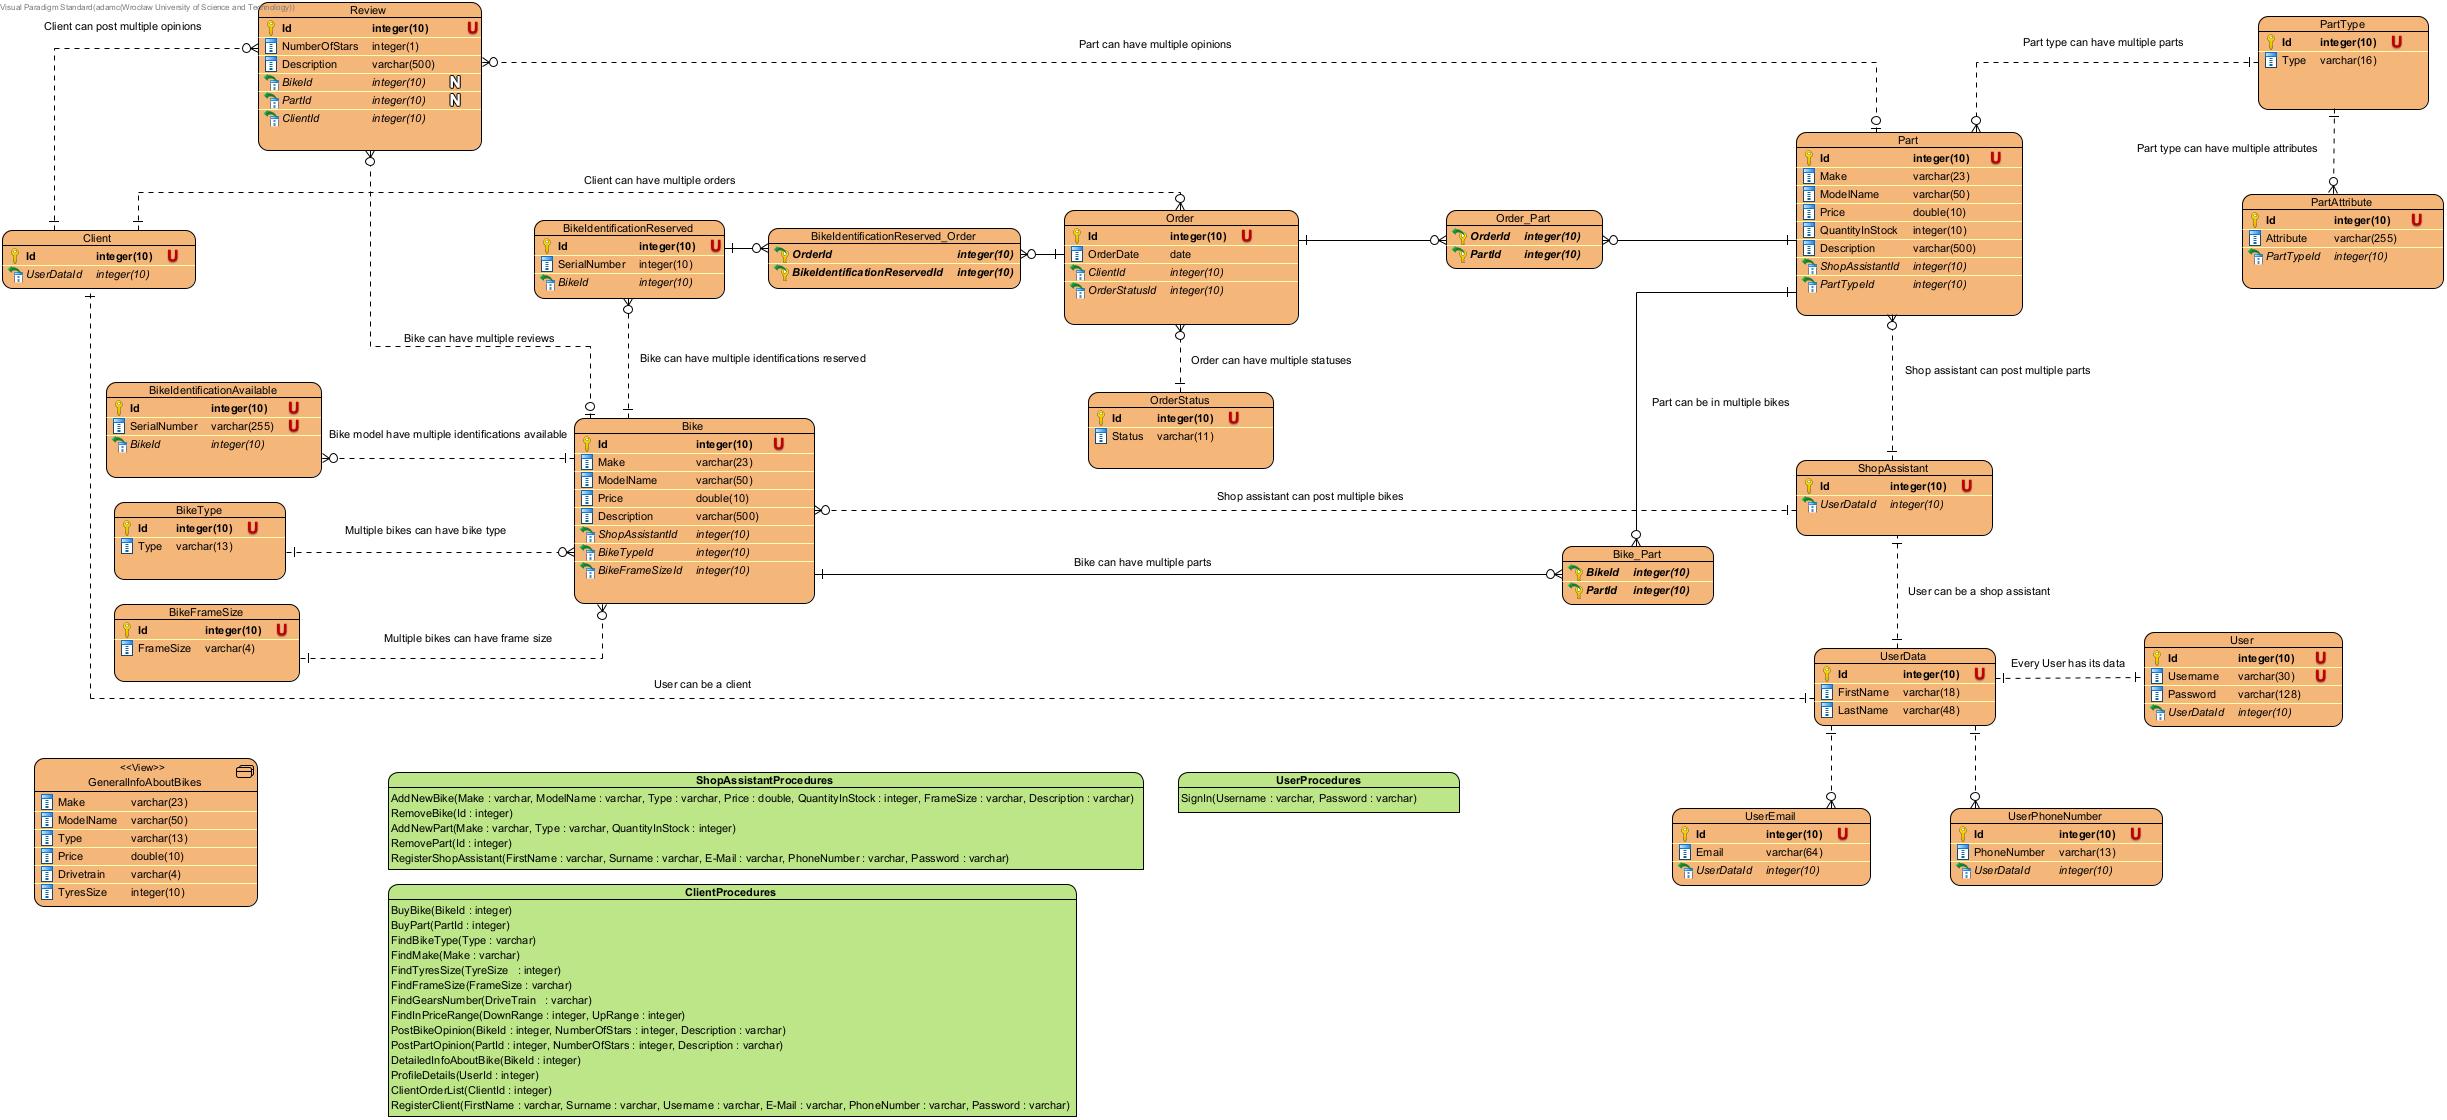 Visual Paradigm Standard(adamc(Wrocław University of Science and Technology))
Client can post multiple opinions
Review
Id integer(10) U
NumberOfStars integer(1)
Description varchar(500)
BikeId integer(10) N
PartId integer(10) N
ClientId integer(10)
Part can have multiple opinions
Part type can have multiple parts
PartType
Id integer(10) U
Type varchar(16)
Part type can have multiple attributes
PartAttribute
Id integer(10) U
Attribute varchar(255)
PartTypeId integer(10)
Part
Id integer(10) U
Make varchar(23)
ModelName varchar(50)
Price double(10)
QuantityInStock integer(10)
Description varchar(500)
ShopAssistantId integer(10)
PartTypeId integer(10)
Client can have multiple orders
Client
Id integer(10) U
UserDataId integer(10)
BikeIdentificationReserved
Id integer(10) U
SerialNumber integer(10)
BikeId integer(10)
BikeIdentificationReserved_Order
OrderId integer(10)
BikeIdentificationReservedId integer(10)
Order
Id integer(10) U
OrderDate date
ClientId integer(10)
OrderStatusId integer(10)
Order_Part
OrderId integer(10)
PartId integer(10)
Bike can have multiple reviews
Bike can have multiple identifications reserved
Order can have multiple statuses
Shop assistant can post multiple parts
Part can be in multiple bikes
BikeIdentificationAvailable
Id integer(10) U
SerialNumber varchar(255) U
BikeId integer(10)
Bike model have multiple identifications available
OrderStatus
Id integer(10) U
Status varchar(11)
Bike
Id integer(10) U
Make varchar(23)
ModelName varchar(50)
Price double(10)
Description varchar(500)
ShopAssistantId integer(10)
BikeTypeId integer(10)
BikeFrameSizeId integer(10)
ShopAssistant
Id integer(10) U
UserDataId integer(10)
Shop assistant can post multiple bikes
BikeType
Id integer(10) U
Type varchar(13)
Multiple bikes can have bike type
Bike can have multiple parts
Bike_Part
BikeId integer(10)
PartId integer(10)
User can be a shop assistant
BikeFrameSize
Id integer(10) U
FrameSize varchar(4)
Multiple bikes can have frame size
User can be a client
UserData
Id integer(10) U
FirstName varchar(18)
LastName varchar(48)
Every User has its data
User
Id integer(10) U
Username varchar(30) U
Password varchar(128)
UserDataId integer(10)
<<View>>
GeneralInfoAboutBikes
Make varchar(23)
ModelName varchar(50)
Type varchar(13)
Price double(10)
Drivetrain varchar(4)
TyresSize integer(10)
ShopAssistantProcedures
AddNewBike(Make : varchar, ModelName : varchar, Type : varchar, Price : double, QuantityInStock : integer, FrameSize : varchar, Description : varchar)
RemoveBike(Id : integer)
AddNewPart(Make : varchar, Type : varchar, QuantityInStock : integer)
RemovePart(Id : integer)
RegisterShopAssistant(FirstName : varchar, Surname : varchar, E-Mail : varchar, PhoneNumber : varchar, Password : varchar)
UserProcedures
SignIn(Username : varchar, Password : varchar)
UserEmail
Id integer(10) U
Email varchar(64)
UserDataId integer(10)
UserPhoneNumber
Id integer(10) U
PhoneNumber varchar(13)
UserDataId integer(10)
ClientProcedures
BuyBike(BikeId : integer)
BuyPart(PartId : integer)
FindBikeType(Type : varchar)
FindMake(Make : varchar)
FindTyresSize(TyreSize : integer)
FindFrameSize(FrameSize : varchar)
FindGearsNumber(DriveTrain : varchar)
FindInPriceRange(DownRange : integer, UpRange : integer)
PostBikeOpinion(BikeId : integer, NumberOfStars : integer, Description : varchar)
PostPartOpinion(PartId : integer, NumberOfStars : integer, Description : varchar)
DetailedInfoAboutBike(BikeId : integer)
ProfileDetails(UserId : integer)
ClientOrderList(ClientId : integer)
RegisterClient(FirstName : varchar, Surname : varchar, Username : varchar, E-Mail : varchar, PhoneNumber : varchar, Password : varchar)